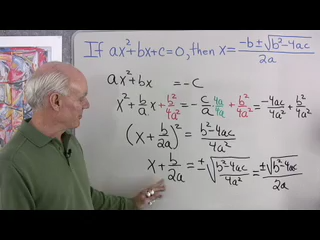 If ax²+bx+c=0, then x= (-b±√(b²-4ac))/(2a)
ax²+bx = -c
x²+(b/a)x+(b²/4a²)=-(c/a)(4a/4a)+(b²/4a²)=(-4ac/4a²)+(b²/4a²)
(x+(b/2a))²=(b²-4ac)/(4a²)
x+(b/2a)=±√((b²-4ac)/(4a²))=(±√(b²-4ac))/(2a)